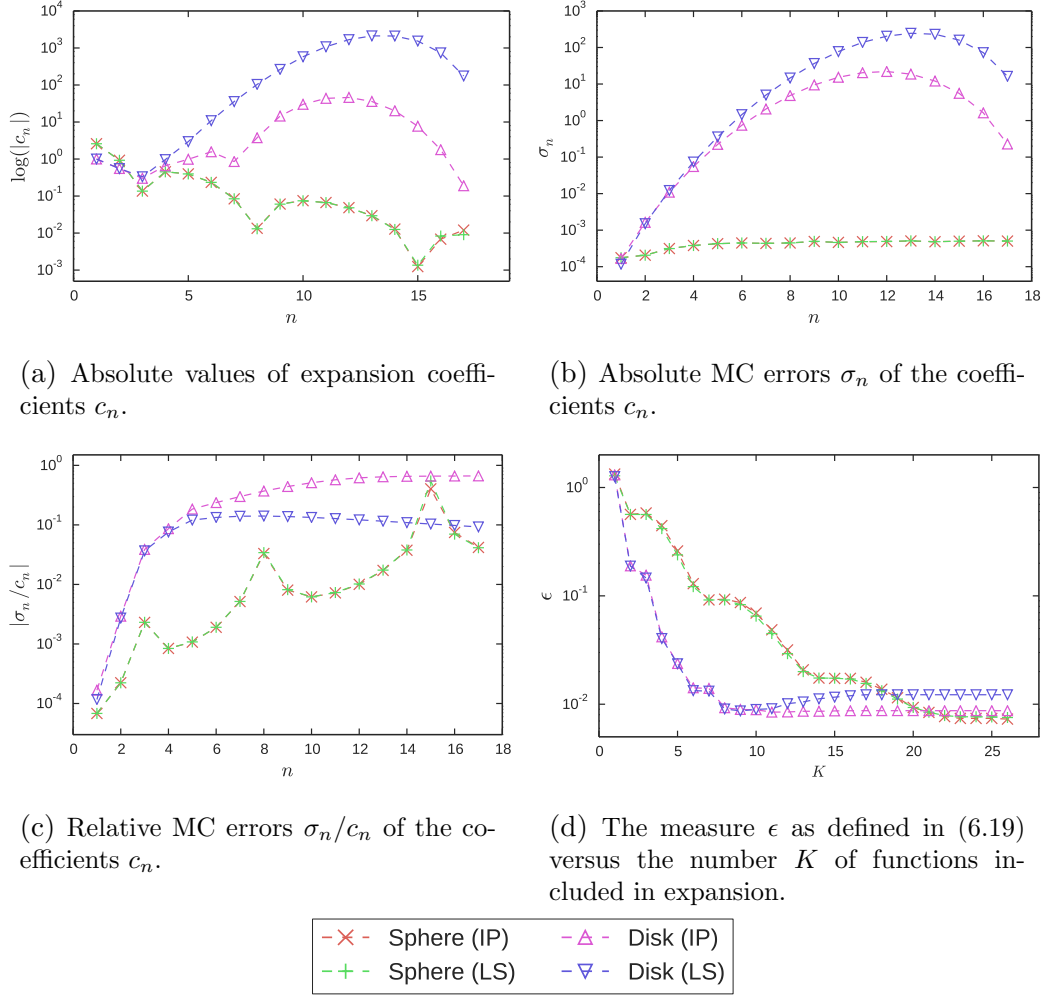 10^4
10^3
10^2
10^1
10^0
10^-1
10^-2
10^-3
log(|c_n|)
0 5 10 15
n
10^3
10^2
10^1
10^0
10^-1
10^-2
10^-3
10^-4
σ_n
0 2 4 6 8 10 12 14 16 18
n
(a) Absolute values of expansion coeffi-
cients c_n.
(b) Absolute MC errors σ_n of the coeffi-
cients c_n.
10^0
10^-1
10^-2
10^-3
10^-4
|σ_n/c_n|
0 2 4 6 8 10 12 14 16 18
n
10^0
10^-1
10^-2
ϵ
0 5 10 15 20 25
K
(c) Relative MC errors σ_n/c_n of the co-
efficients c_n.
(d) The measure ϵ as defined in (6.19)
versus the number K of functions in-
cluded in expansion.
Sphere (IP)
Sphere (LS)
Disk (IP)
Disk (LS)